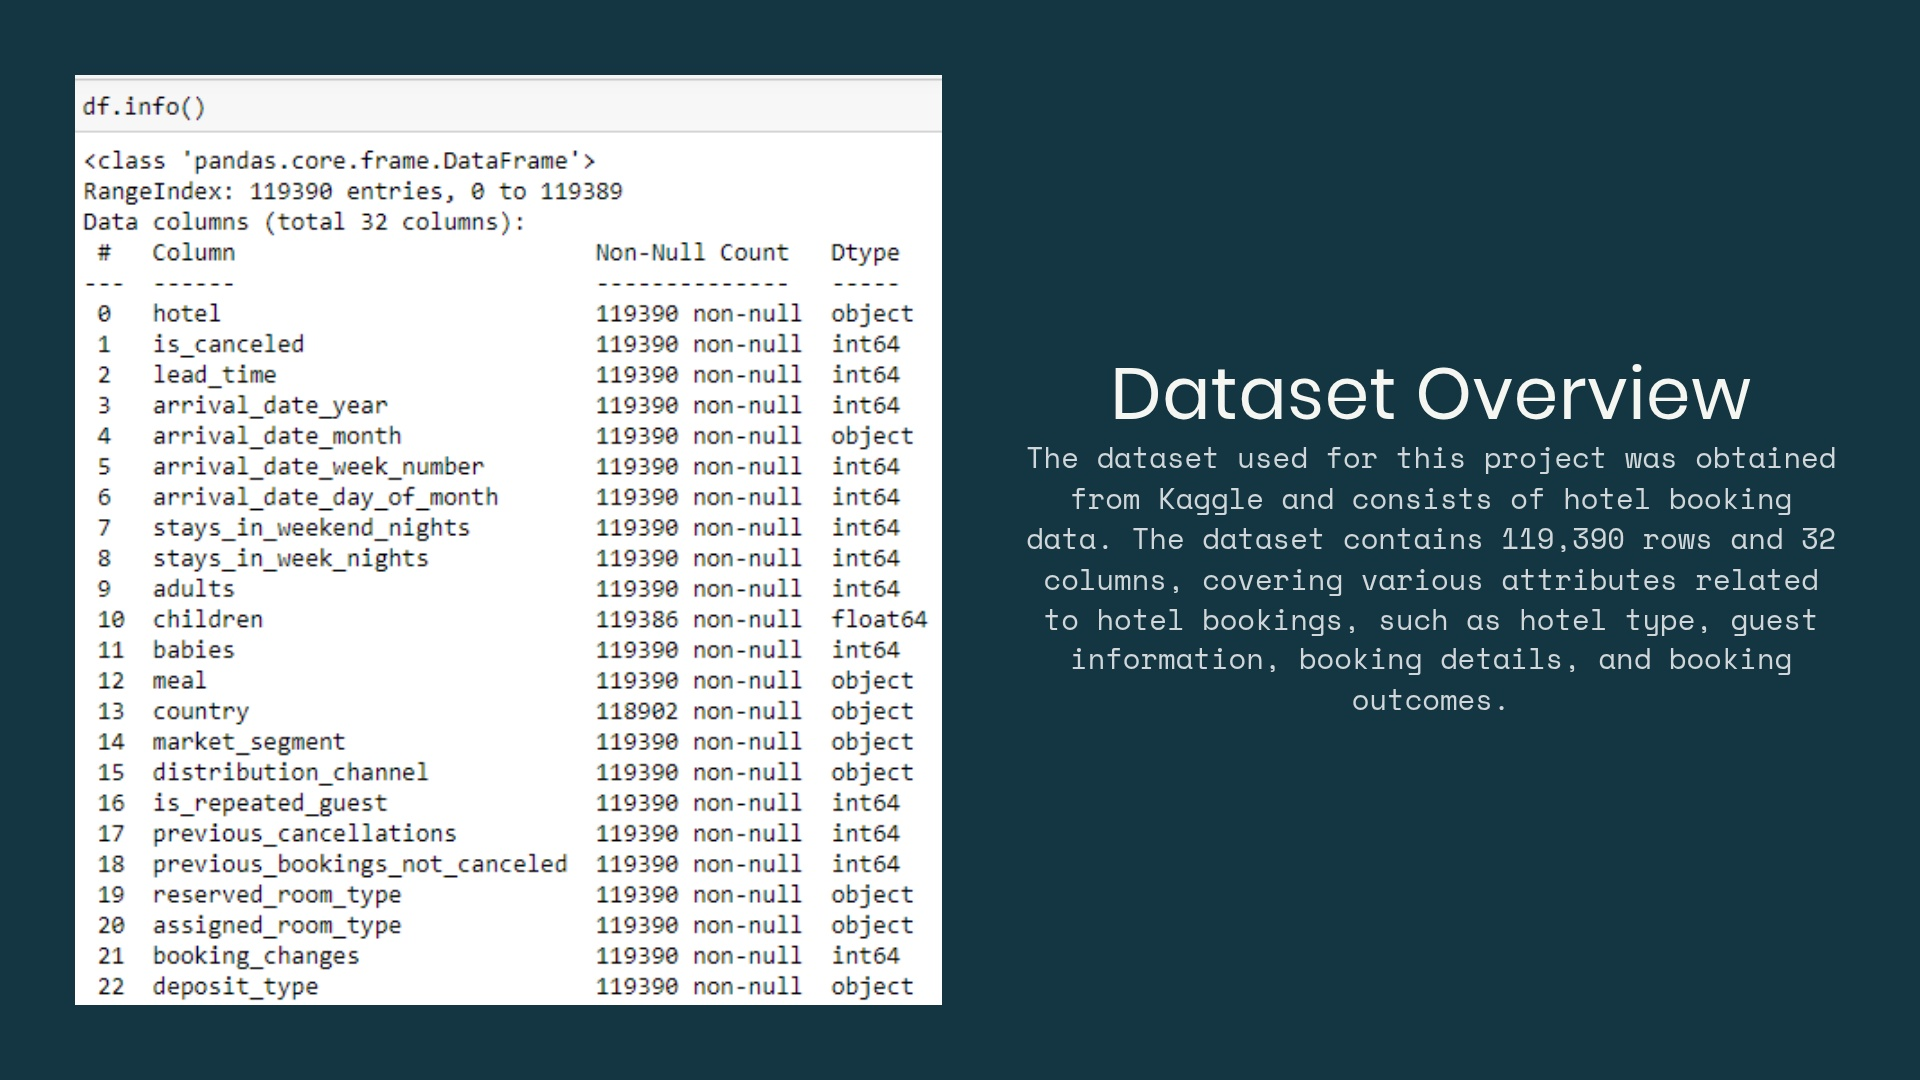 df.info()
<class 'pandas.core.frame.DataFrame'>
RangeIndex: 119390 entries, 0 to 119389
Data columns (total 32 columns):
 #   Column                          Non-Null Count   Dtype
---  ------                          --------------   -----
 0   hotel                           119390 non-null  object
 1   is_canceled                     119390 non-null  int64
 2   lead_time                       119390 non-null  int64
 3   arrival_date_year               119390 non-null  int64
 4   arrival_date_month              119390 non-null  object
 5   arrival_date_week_number        119390 non-null  int64
 6   arrival_date_day_of_month       119390 non-null  int64
 7   stays_in_weekend_nights         119390 non-null  int64
 8   stays_in_week_nights            119390 non-null  int64
 9   adults                          119390 non-null  int64
 10  children                        119386 non-null  float64
 11  babies                          119390 non-null  int64
 12  meal                            119390 non-null  object
 13  country                         118902 non-null  object
 14  market_segment                  119390 non-null  object
 15  distribution_channel            119390 non-null  object
 16  is_repeated_guest               119390 non-null  int64
 17  previous_cancellations          119390 non-null  int64
 18  previous_bookings_not_canceled  119390 non-null  int64
 19  reserved_room_type              119390 non-null  object
 20  assigned_room_type              119390 non-null  object
 21  booking_changes                 119390 non-null  int64
 22  deposit_type                    119390 non-null  object
Dataset Overview
The dataset used for this project was obtained
from Kaggle and consists of hotel booking
data. The dataset contains 119,390 rows and 32
columns, covering various attributes related
to hotel bookings, such as hotel type, guest
information, booking details, and booking
outcomes.